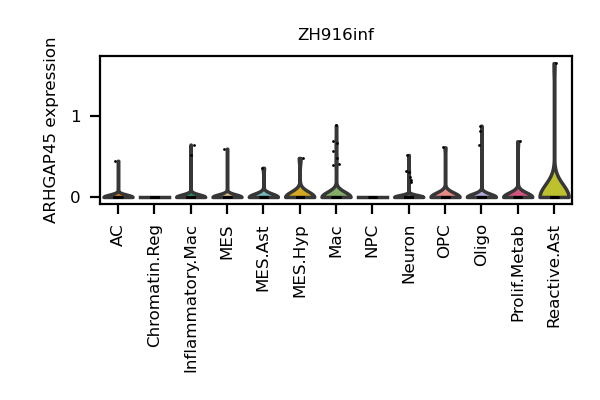 ZH916inf
ARHGAP45 expression
1
0
AC
Chromatin.Reg
Inflammatory.Mac
MES
MES.Ast
MES.Hyp
Mac
NPC
Neuron
OPC
Oligo
Prolif.Metab
Reactive.Ast